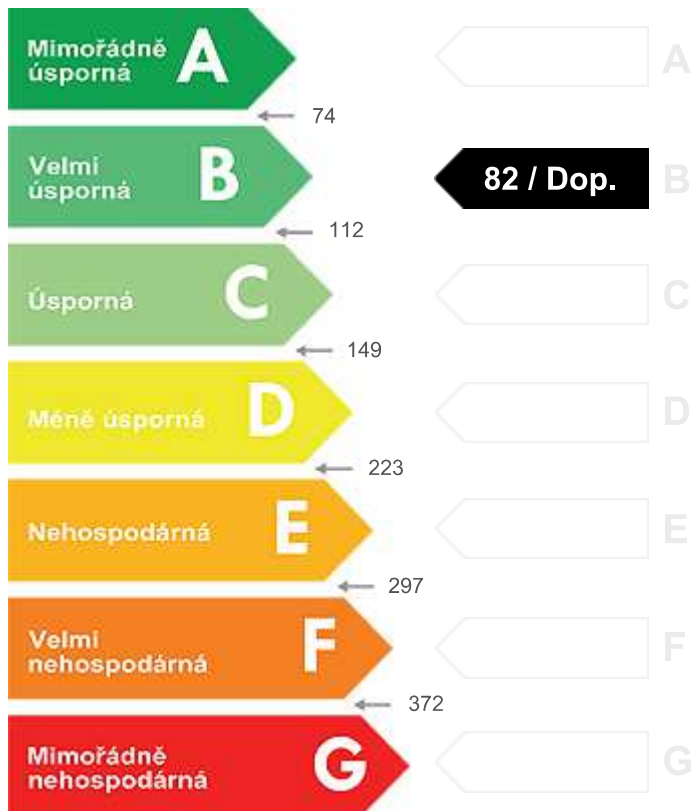 Mimořádně
úsporná
A
A
74
Velmi
úsporná
B
82 / Dop.
B
112
Úsporná
C
C
149
Méně úsporná
D
D
223
Nehospodárná
E
E
297
Velmi
nehospodárná
F
F
372
Mimořádně
nehospodárná
G
G